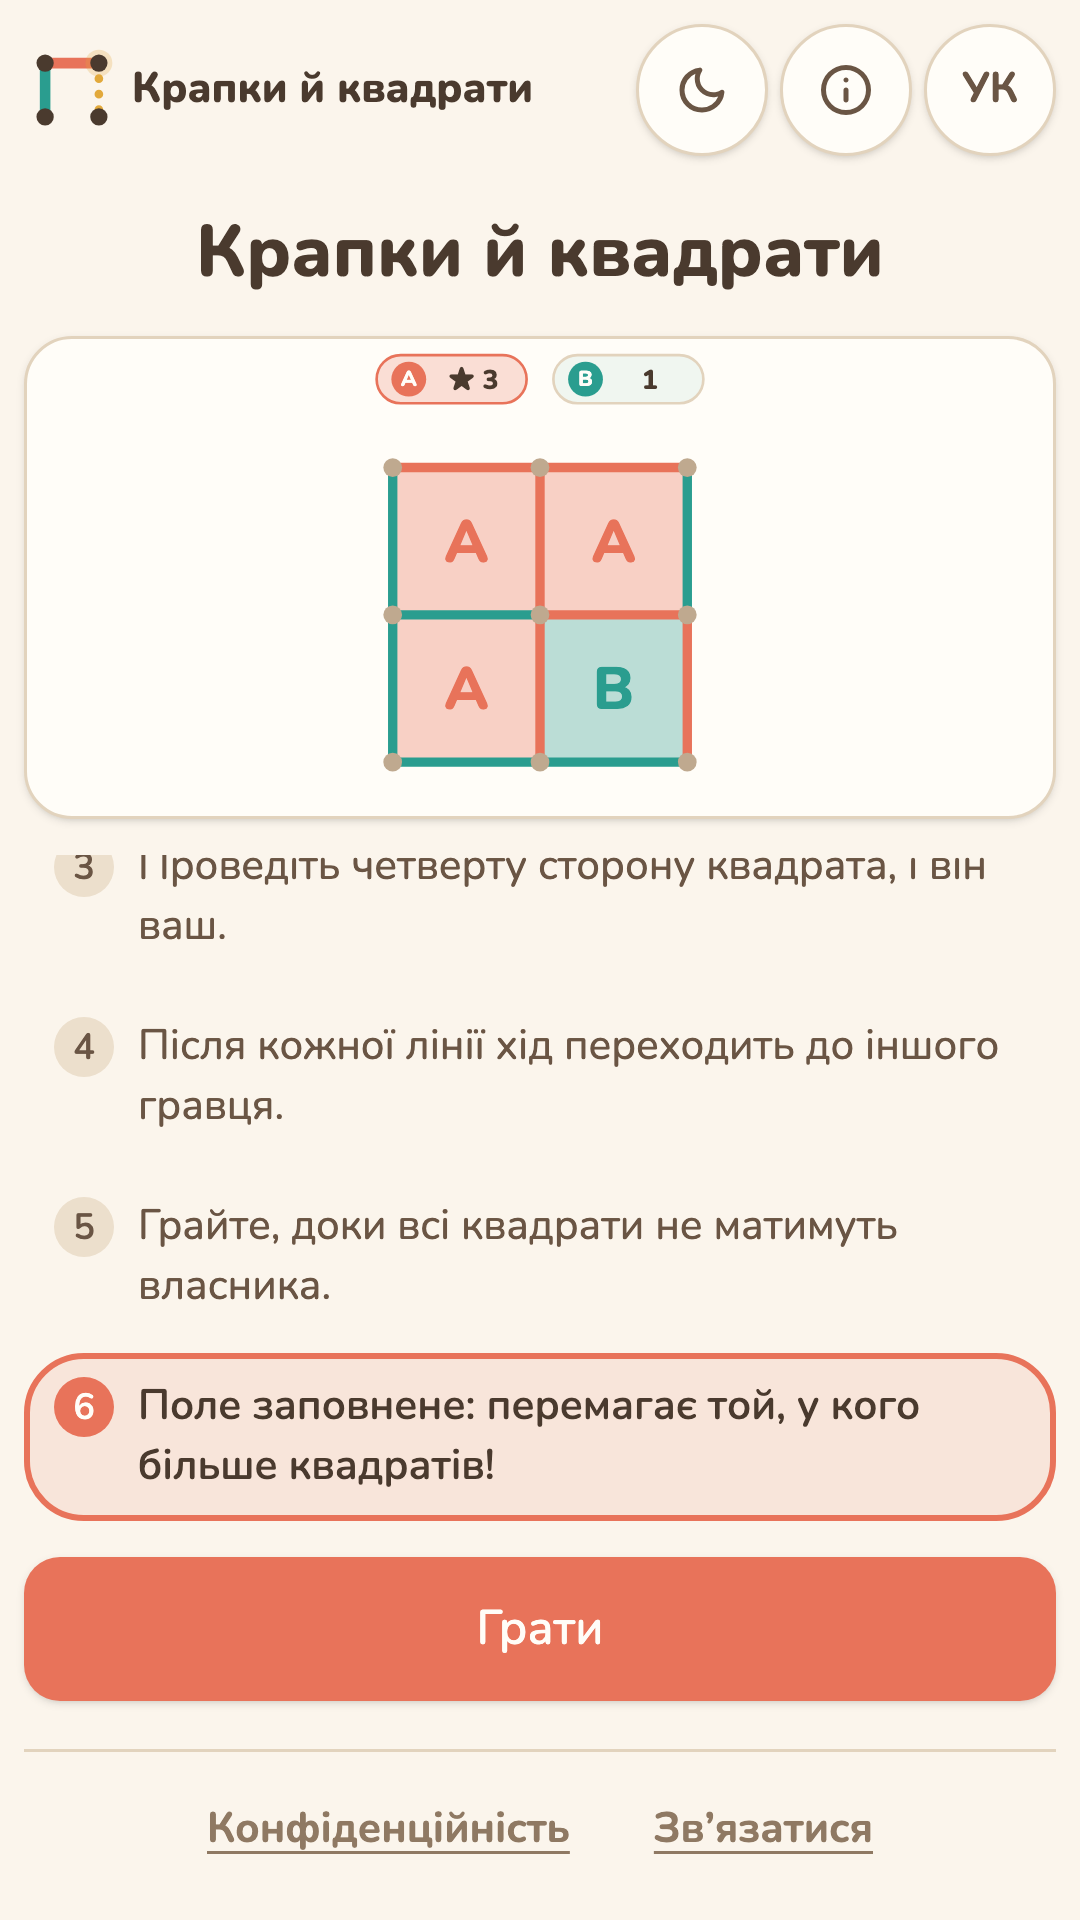 Крапки й квадрати
УК
Крапки й квадрати
A ★ 3
B 1
A A
A B
3 Проведіть четверту сторону квадрата, і він
ваш.
4 Після кожної лінії хід переходить до іншого
гравця.
5 Грайте, доки всі квадрати не матимуть
власника.
6 Поле заповнене: перемагає той, у кого
більше квадратів!
Грати
Конфіденційність Зв’язатися